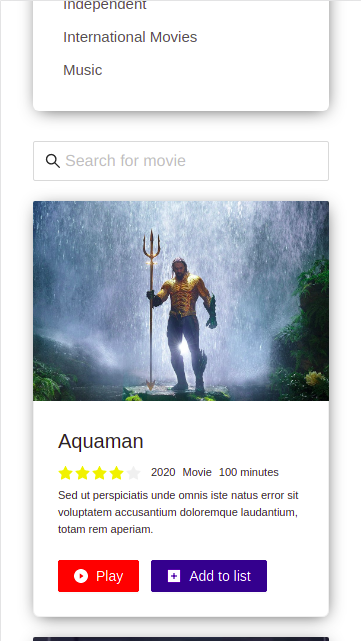 Independent
International Movies
Music
Search for movie
Aquaman
2020 Movie 100 minutes
Sed ut perspiciatis unde omnis iste natus error sit
voluptatem accusantium doloremque laudantium,
totam rem aperiam.
Play
Add to list